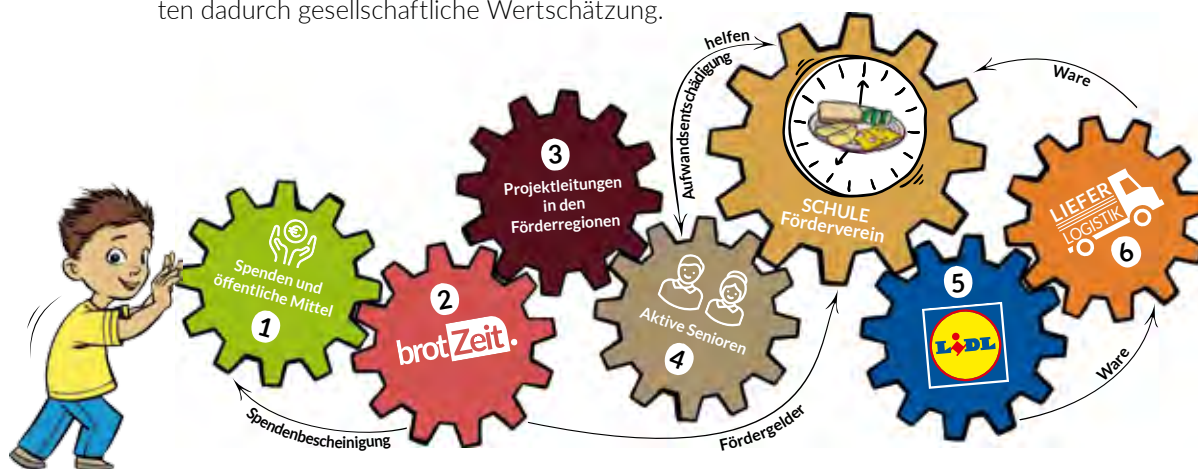 ten dadurch gesellschaftliche Wertschätzung.
helfen
Aufwandsentschädigung
Ware
3
Projektleitungen
in den
Förderregionen
SCHULE
Förderverein
LIEFER
LOGISTIK
6
Spenden und
öffentliche Mittel
1
2
brotZeit.
Aktive Senioren
4
5
LIDL
Ware
Spendenbescheinigung
Fördergelder